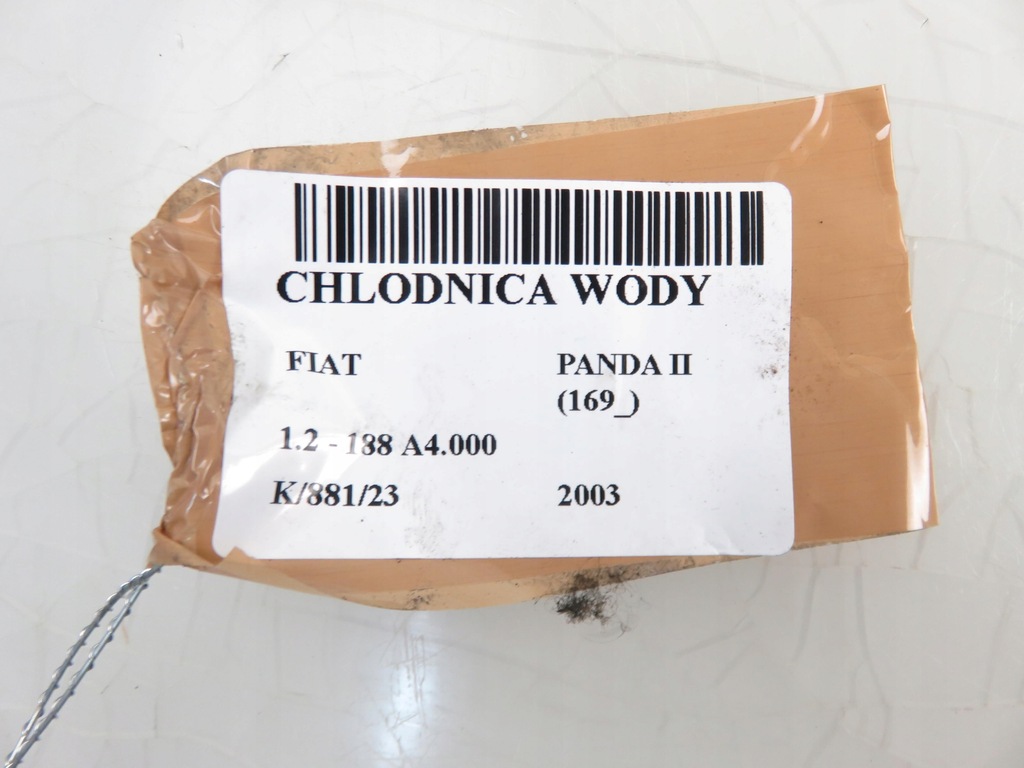 CHLODNICA WODY
FIAT PANDA II
(169_)
1.2 - 188 A4.000
K/881/23 2003